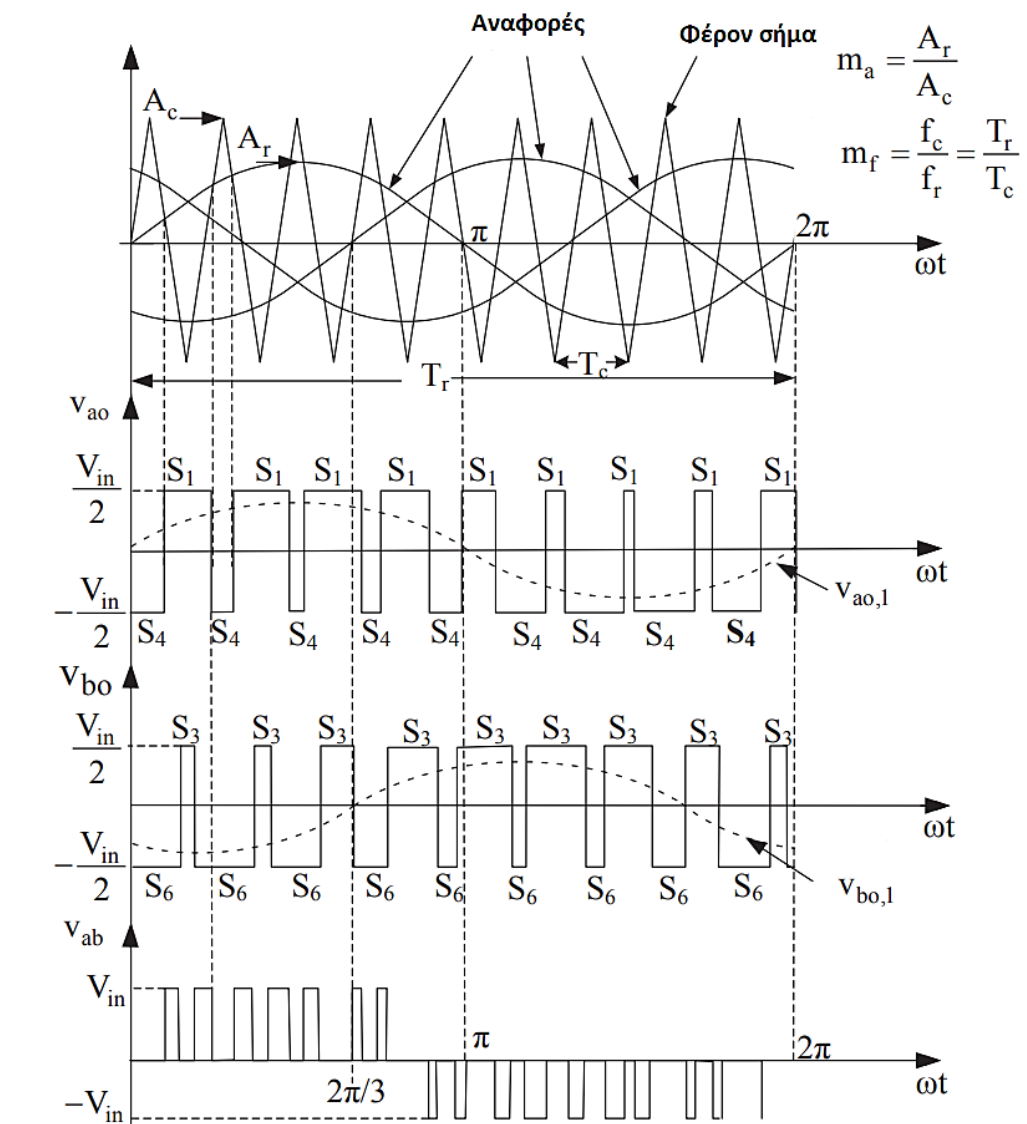 Αναφορές
Φέρον σήμα
m_a = A_r / A_c
A_c
A_r
m_f = f_c / f_r = T_r / T_c
π
2π
ωt
T_c
T_r
v_ao
V_in / 2
S_1 S_1 S_1 S_1 S_1 S_1 S_1 S_1 S_1
ωt
v_ao,1
− V_in / 2
S_4 S_4 S_4 S_4 S_4 S_4 S_4 S_4 S_4
v_bo
V_in / 2
S_3 S_3 S_3 S_3 S_3 S_3 S_3 S_3 S_3
ωt
− V_in / 2
S_6 S_6 S_6 S_6 S_6 S_6 S_6 S_6 S_6
v_bo,1
v_ab
V_in
π
2π
2π/3
ωt
−V_in